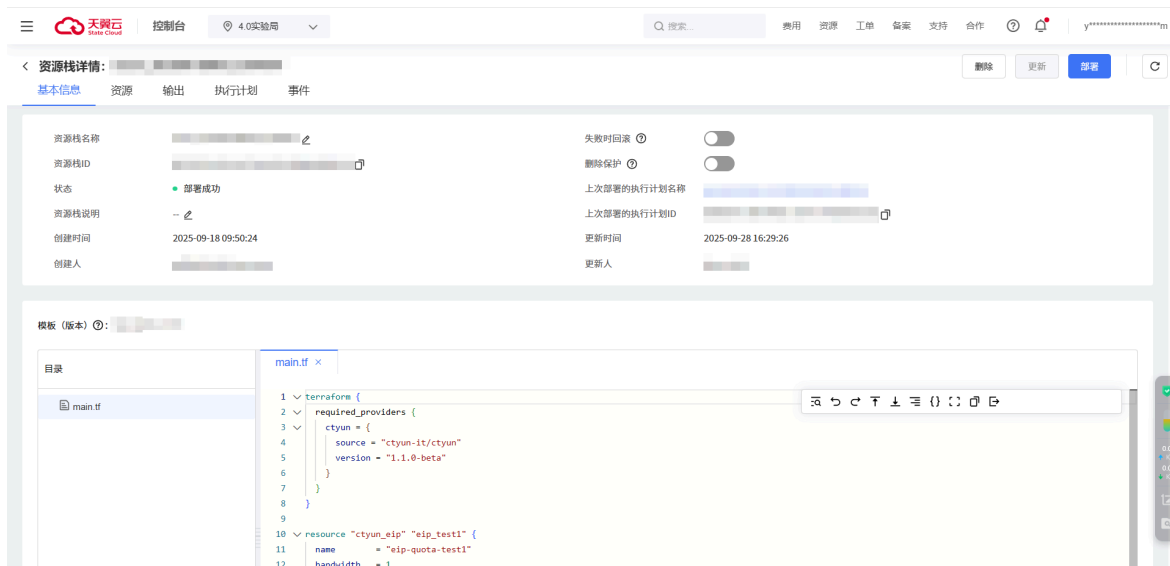 天翼云
State Cloud
控制台
4.0实验局
搜索...
费用
资源
工单
备案
支持
合作
y********************m
资源栈详情:
删除
更新
部署
基本信息
资源
输出
执行计划
事件
资源栈名称
失败时回滚
资源栈ID
删除保护
状态
部署成功
上次部署的执行计划名称
资源栈说明
--
上次部署的执行计划ID
创建时间
2025-09-18 09:50:24
更新时间
2025-09-28 16:29:26
创建人
更新人
模板（版本）:
目录
main.tf
main.tf ×
1 terraform {
2 required_providers {
3 ctyun = {
4 source = "ctyun-it/ctyun"
5 version = "1.1.0-beta"
6 }
7 }
8 }
9
10 resource "ctyun_eip" "eip_test1" {
11 name = "eip-quota-test1"
12 bandwidth = 1